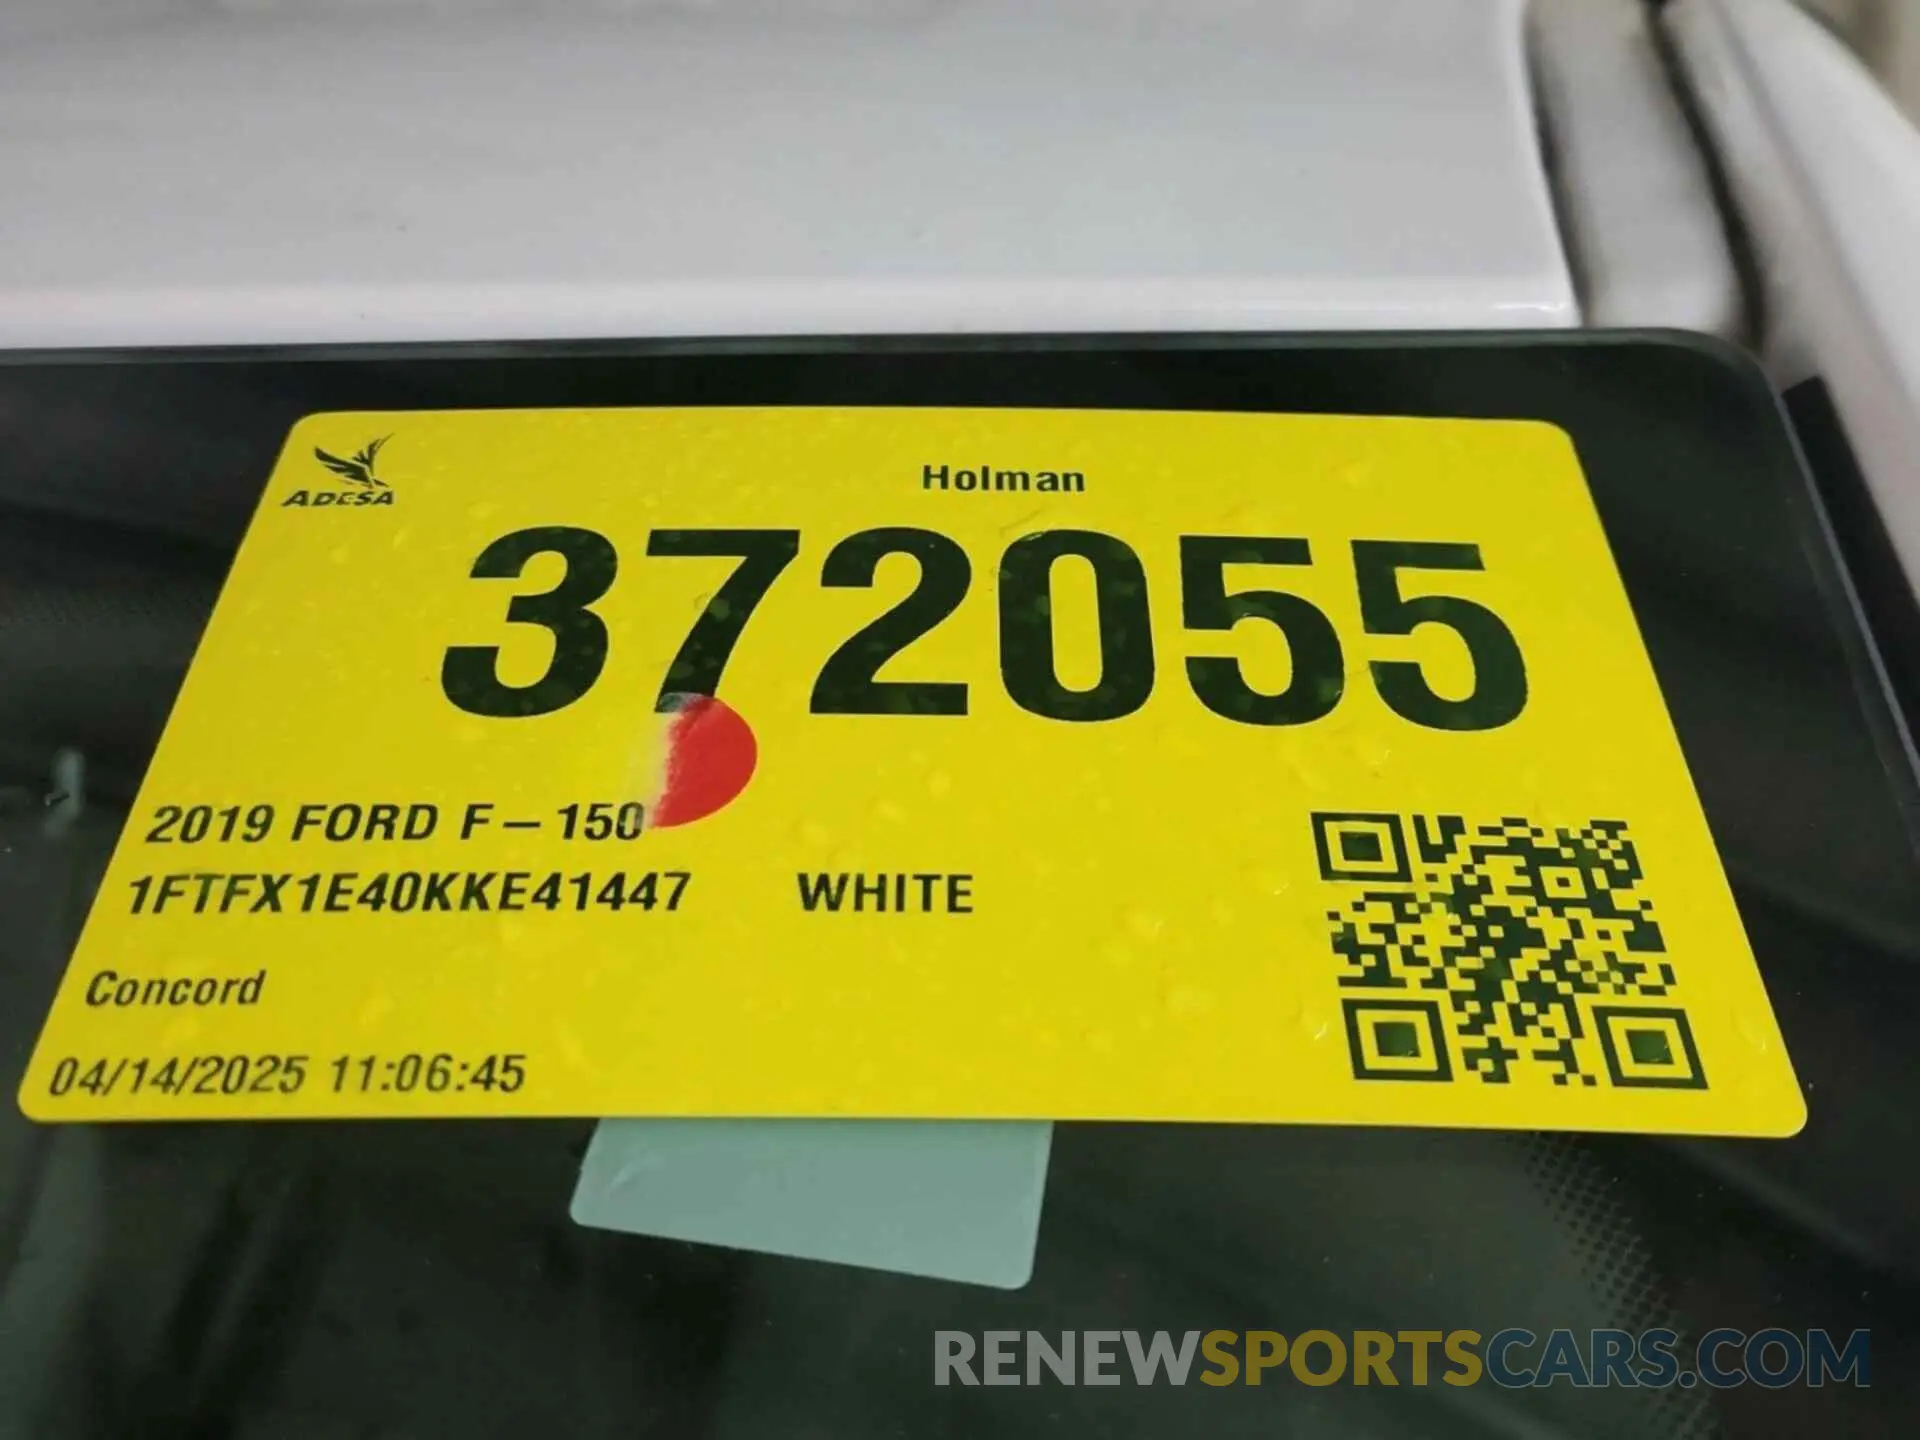 ADESA
Holman
372055
2019 FORD F-150
1FTFX1E40KKE41447 WHITE
Concord
04/14/2025 11:06:45
RENEWSPORTSCARS.COM